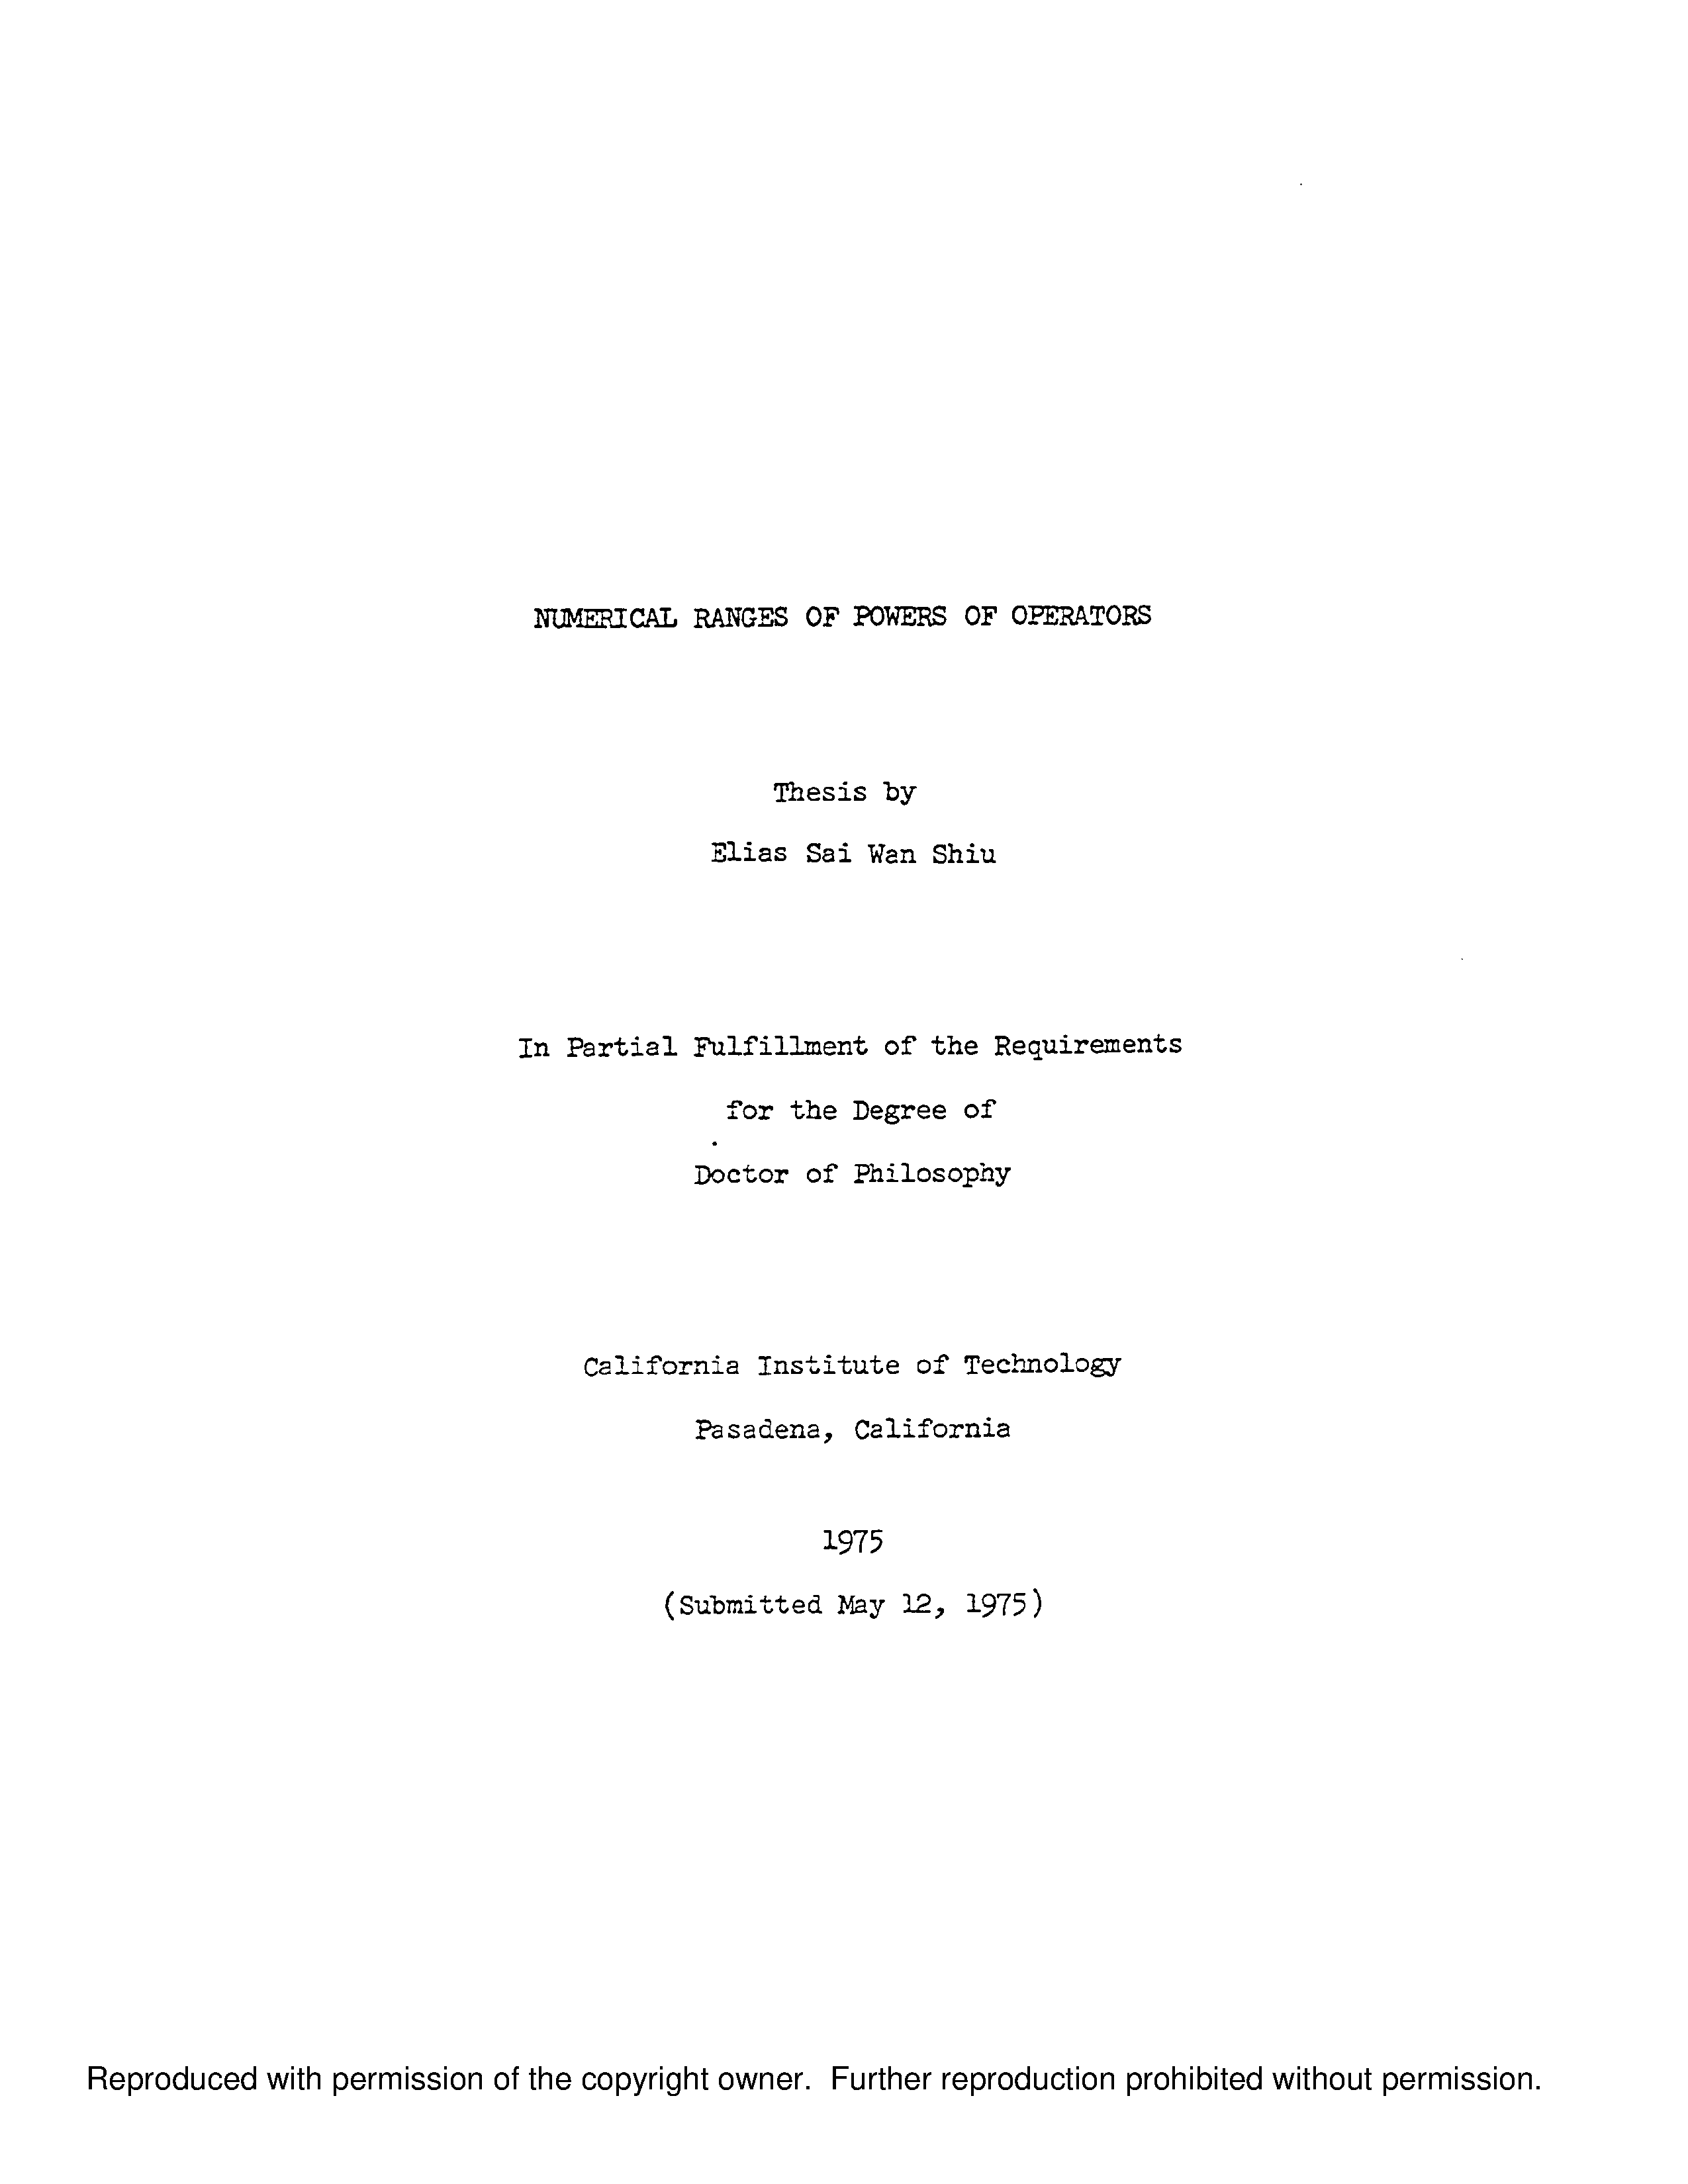 NUMERICAL RANGES OF POWERS OF OPERATORS
Thesis by
Elias Sai Wan Shiu
In Partial Fulfillment of the Requirements
for the Degree of
Doctor of Philosophy
California Institute of Technology
Pasadena, California
1975
(Submitted May 12, 1975)
Reproduced with permission of the copyright owner. Further reproduction prohibited without permission.